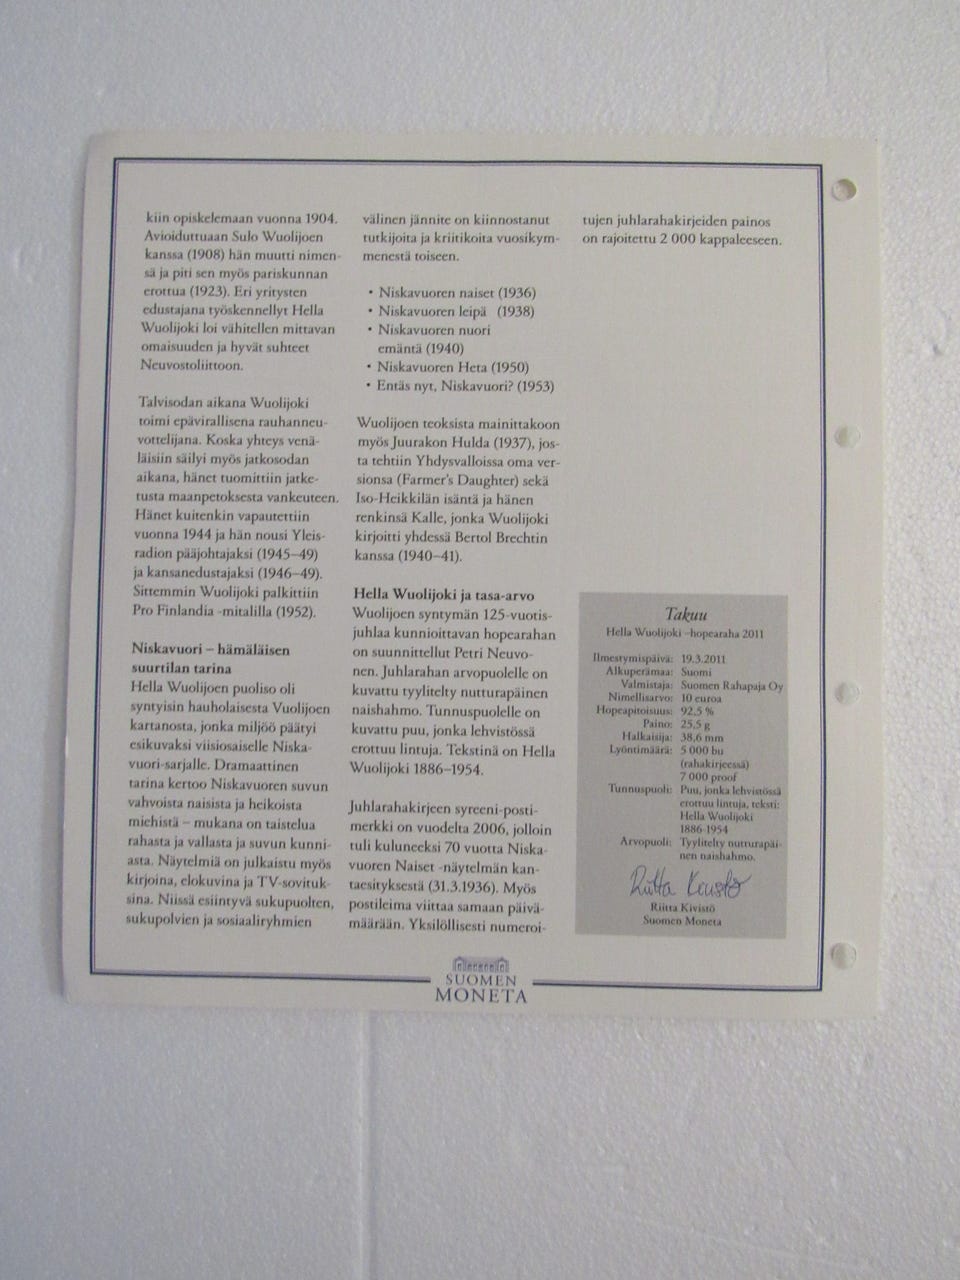 kiin opiskelemaan vuonna 1904.
Avioiduttuaan Sulo Wuolijoen
kanssa (1908) hän muutti nimen-
sä ja piti sen myös pariskunnan
erottua (1923). Eri yritysten
edustajana työskennellyt Hella
Wuolijoki loi vähitellen mittavan
omaisuuden ja hyvät suhteet
Neuvostoliittoon.
Talvisodan aikana Wuolijoki
toimi epävirallisena rauhanneu-
vottelijana. Koska yhteys venä-
läisiin säilyi myös jatkosodan
aikana, hänet tuomittiin jatke-
tusta maanpetoksesta vankeuteen.
Hänet kuitenkin vapautettiin
vuonna 1944 ja hän nousi Yleis-
radion pääjohtajaksi (1945–49)
ja kansanedustajaksi (1946–49).
Sittemmin Wuolijoki palkittiin
Pro Finlandia -mitalilla (1952).
Niskavuori – hämäläisen
suurtilan tarina
Hella Wuolijoen puoliso oli
syntyisin hauholaisesta Vuolijoen
kartanosta, jonka miljöö päätyi
esikuvaksi viisiosaiselle Niska-
vuori-sarjalle. Dramaattinen
tarina kertoo Niskavuoren suvun
vahvoista naisista ja heikoista
miehistä – mukana on taistelua
rahasta ja vallasta ja suvun kunni-
asta. Näytelmiä on julkaistu myös
kirjoina, elokuvina ja TV-sovituk-
sina. Niissä esiintyvä sukupuolten,
sukupolvien ja sosiaaliryhmien
välinen jännite on kiinnostanut
tutkijoita ja kriitikoita vuosikym-
menestä toiseen.
• Niskavuoren naiset (1936)
• Niskavuoren leipä (1938)
• Niskavuoren nuori
emäntä (1940)
• Niskavuoren Heta (1950)
• Entäs nyt, Niskavuori? (1953)
Wuolijoen teoksista mainittakoon
myös Juurakon Hulda (1937), jos-
ta tehtiin Yhdysvalloissa oma ver-
sionsa (Farmer's Daughter) sekä
Iso-Heikkilän isäntä ja hänen
renkinsä Kalle, jonka Wuolijoki
kirjoitti yhdessä Bertol Brechtin
kanssa (1940–41).
Hella Wuolijoki ja tasa-arvo
Wuolijoen syntymän 125-vuotis-
juhlaa kunnioittavan hopearahan
on suunnitellut Petri Neuvo-
nen. Juhlarahan arvopuolelle on
kuvattu tyylitelty nutturapäinen
naishahmo. Tunnuspuolelle on
kuvattu puu, jonka lehvistössä
erottuu lintuja. Tekstinä on Hella
Wuolijoki 1886–1954.
Juhlarahakirjeen syreeni-posti-
merkki on vuodelta 2006, jolloin
tuli kuluneeksi 70 vuotta Niska-
vuoren Naiset -näytelmän kan-
taesityksestä (31.3.1936). Myös
postileima viittaa samaan päivä-
määrään. Yksilöllisesti numeroi-
tujen juhlarahakirjeiden painos
on rajoitettu 2 000 kappaleeseen.
Takuu
Hella Wuolijoki –hopearaha 2011
Ilmestymispäivä: 19.3.2011
Alkuperämaa: Suomi
Valmistaja: Suomen Rahapaja Oy
Nimellisarvo: 10 euroa
Hopeapitoisuus: 92,5 %
Paino: 25,5 g
Halkaisija: 38,6 mm
Lyöntimäärä: 5 000 bu
(rahakirjeessä)
7 000 proof
Tunnuspuoli: Puu, jonka lehvistössä
erottuu lintuja, teksti:
Hella Wuolijoki
1886-1954
Arvopuoli: Tyylitelty nutturapäi-
nen naishahmo.
Riitta Kivistö
Riitta Kivistö
Suomen Moneta
SUOMEN
MONETA